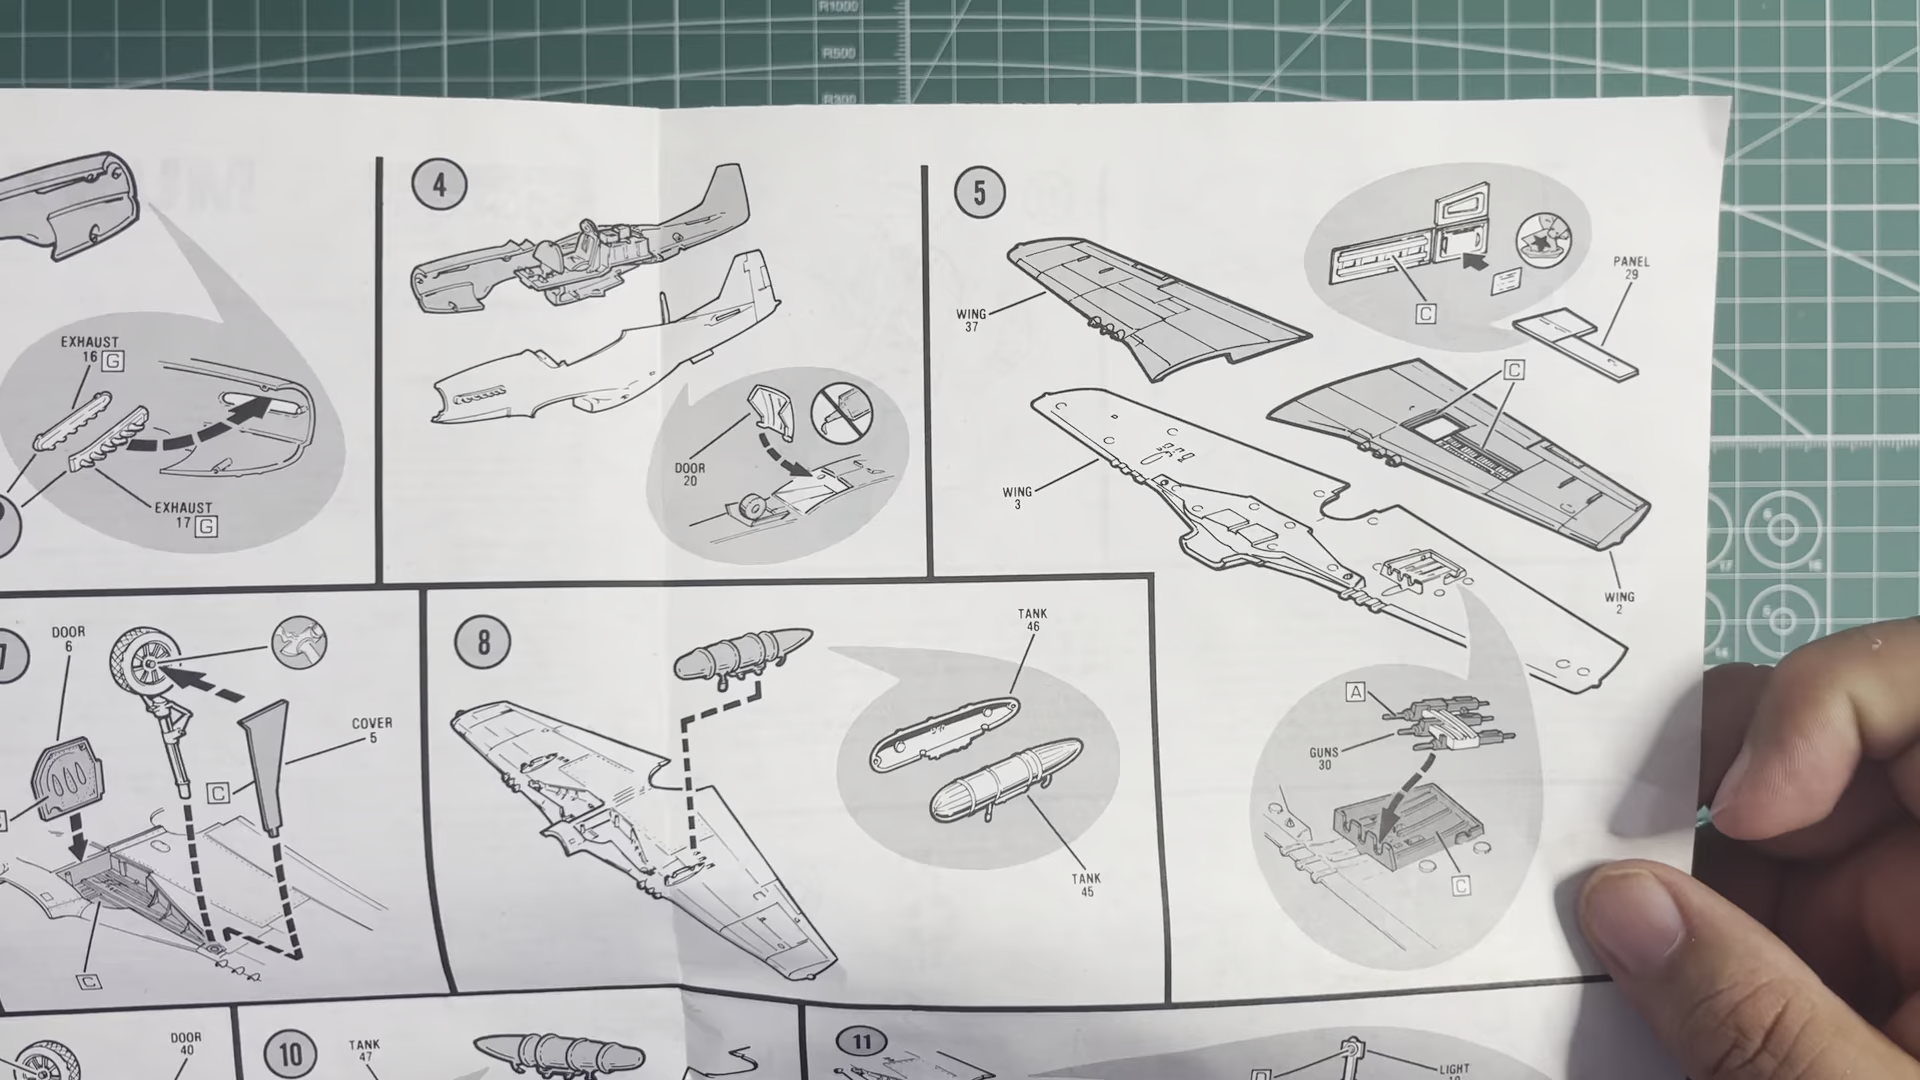 R1000
R500
R300
4
5
PANEL
29
C
WING
37
EXHAUST
16 G
C
DOOR
20
WING
3
EXHAUST
17 G
WING
2
7
DOOR
6
8
TANK
46
A
COVER
5
GUNS
30
C
TANK
45
C
C
DOOR
40
10
TANK
47
11
LIGHT